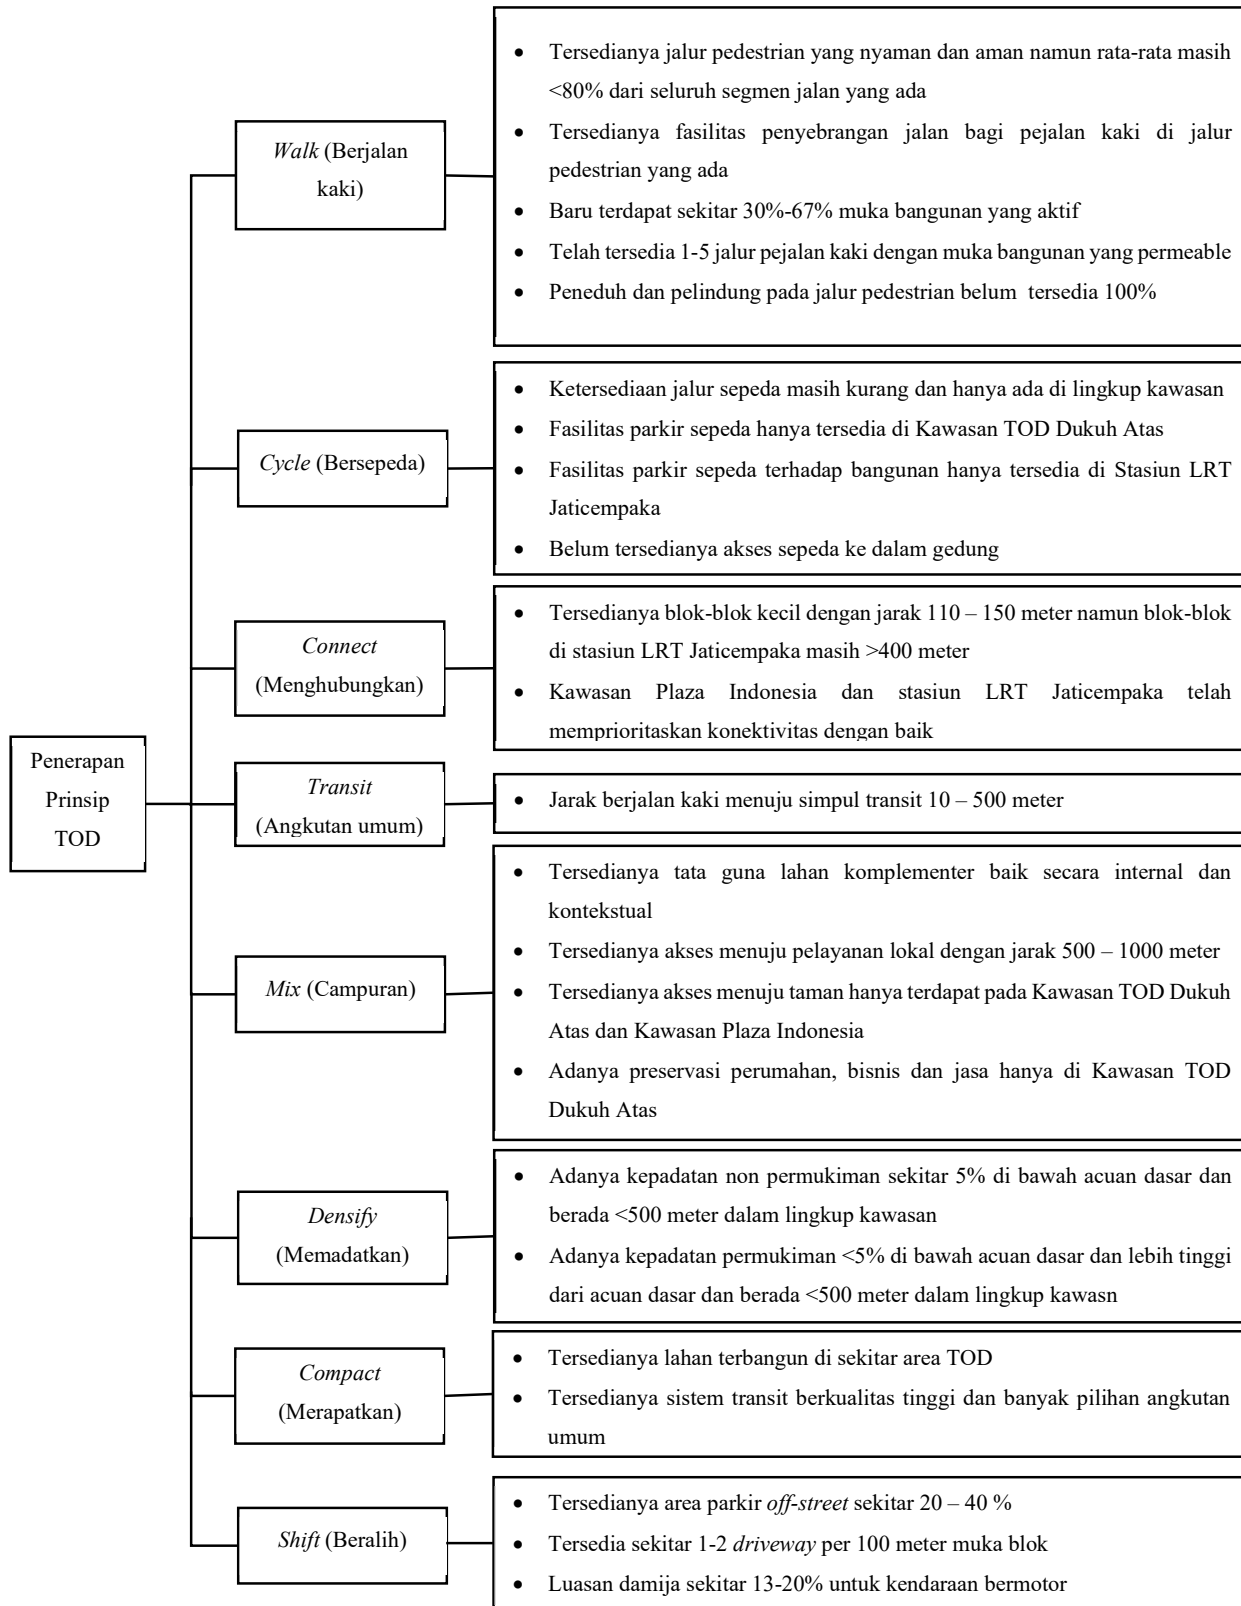 Penerapan
Prinsip
TOD
Walk (Berjalan
kaki)
• Tersedianya jalur pedestrian yang nyaman dan aman namun rata-rata masih
<80% dari seluruh segmen jalan yang ada
• Tersedianya fasilitas penyebrangan jalan bagi pejalan kaki di jalur
pedestrian yang ada
• Baru terdapat sekitar 30%-67% muka bangunan yang aktif
• Telah tersedia 1-5 jalur pejalan kaki dengan muka bangunan yang permeable
• Peneduh dan pelindung pada jalur pedestrian belum tersedia 100%
Cycle (Bersepeda)
• Ketersediaan jalur sepeda masih kurang dan hanya ada di lingkup kawasan
• Fasilitas parkir sepeda hanya tersedia di Kawasan TOD Dukuh Atas
• Fasilitas parkir sepeda terhadap bangunan hanya tersedia di Stasiun LRT
Jaticempaka
• Belum tersedianya akses sepeda ke dalam gedung
Connect
(Menghubungkan)
• Tersedianya blok-blok kecil dengan jarak 110 – 150 meter namun blok-blok
di stasiun LRT Jaticempaka masih >400 meter
• Kawasan Plaza Indonesia dan stasiun LRT Jaticempaka telah
memprioritaskan konektivitas dengan baik
Transit
(Angkutan umum)
• Jarak berjalan kaki menuju simpul transit 10 – 500 meter
Mix (Campuran)
• Tersedianya tata guna lahan komplementer baik secara internal dan
kontekstual
• Tersedianya akses menuju pelayanan lokal dengan jarak 500 – 1000 meter
• Tersedianya akses menuju taman hanya terdapat pada Kawasan TOD Dukuh
Atas dan Kawasan Plaza Indonesia
• Adanya preservasi perumahan, bisnis dan jasa hanya di Kawasan TOD
Dukuh Atas
Densify
(Memadatkan)
• Adanya kepadatan non permukiman sekitar 5% di bawah acuan dasar dan
berada <500 meter dalam lingkup kawasan
• Adanya kepadatan permukiman <5% di bawah acuan dasar dan lebih tinggi
dari acuan dasar dan berada <500 meter dalam lingkup kawasn
Compact
(Merapatkan)
• Tersedianya lahan terbangun di sekitar area TOD
• Tersedianya sistem transit berkualitas tinggi dan banyak pilihan angkutan
umum
Shift (Beralih)
• Tersedianya area parkir off-street sekitar 20 – 40 %
• Tersedia sekitar 1-2 driveway per 100 meter muka blok
• Luasan damija sekitar 13-20% untuk kendaraan bermotor